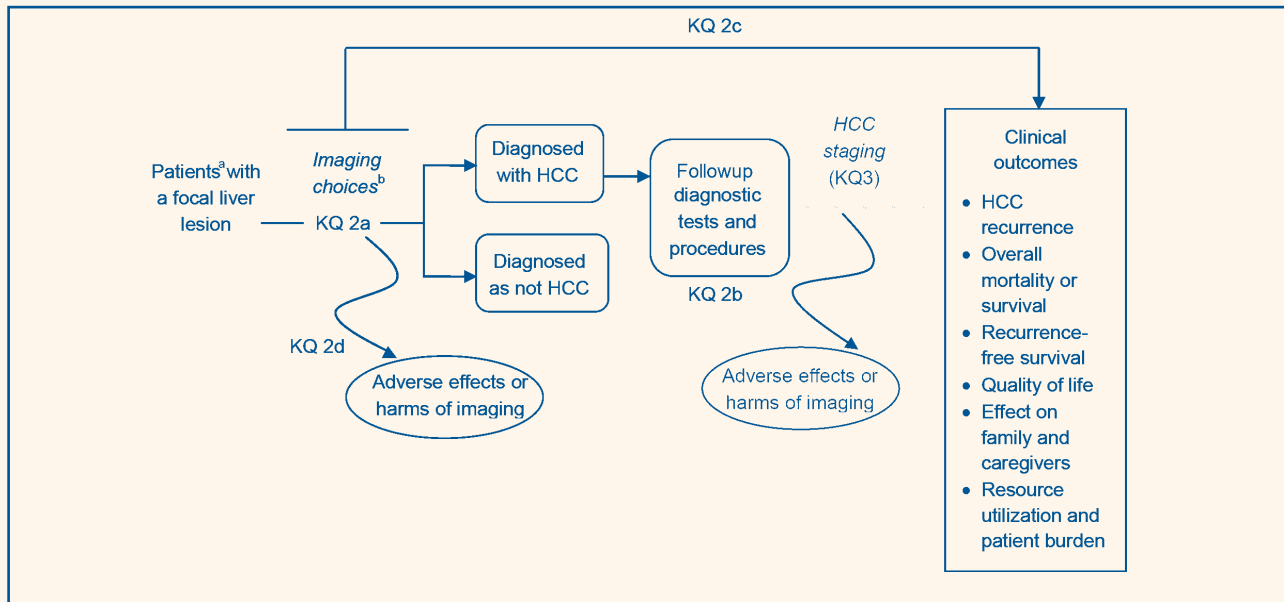 KQ 2c
Patientsᵃ with
a focal liver
lesion
Imaging
choicesᵇ
KQ 2a
Diagnosed
with HCC
Diagnosed
as not HCC
Followup
diagnostic
tests and
procedures
KQ 2b
HCC
staging
(KQ3)
KQ 2d
Adverse effects or
harms of imaging
Adverse effects or
harms of imaging
Clinical
outcomes
• HCC
recurrence
• Overall
mortality or
survival
• Recurrence-
free survival
• Quality of life
• Effect on
family and
caregivers
• Resource
utilization and
patient burden